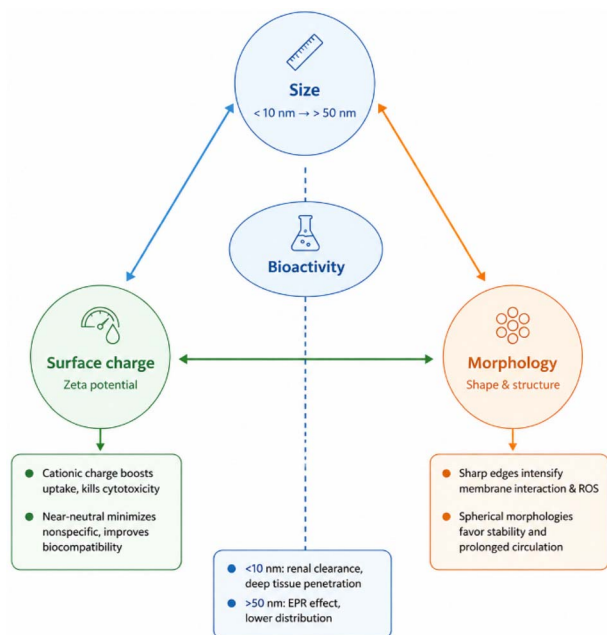 Size
< 10 nm → > 50 nm
Bioactivity
Surface charge
Zeta potential
Morphology
Shape & structure
Cationic charge boosts
uptake, kills cytotoxicity
Near-neutral minimizes
nonspecific, improves
biocompatibility
Sharp edges intensify
membrane interaction & ROS
Spherical morphologies
favor stability and
prolonged circulation
<10 nm: renal clearance,
deep tissue penetration
>50 nm: EPR effect,
lower distribution